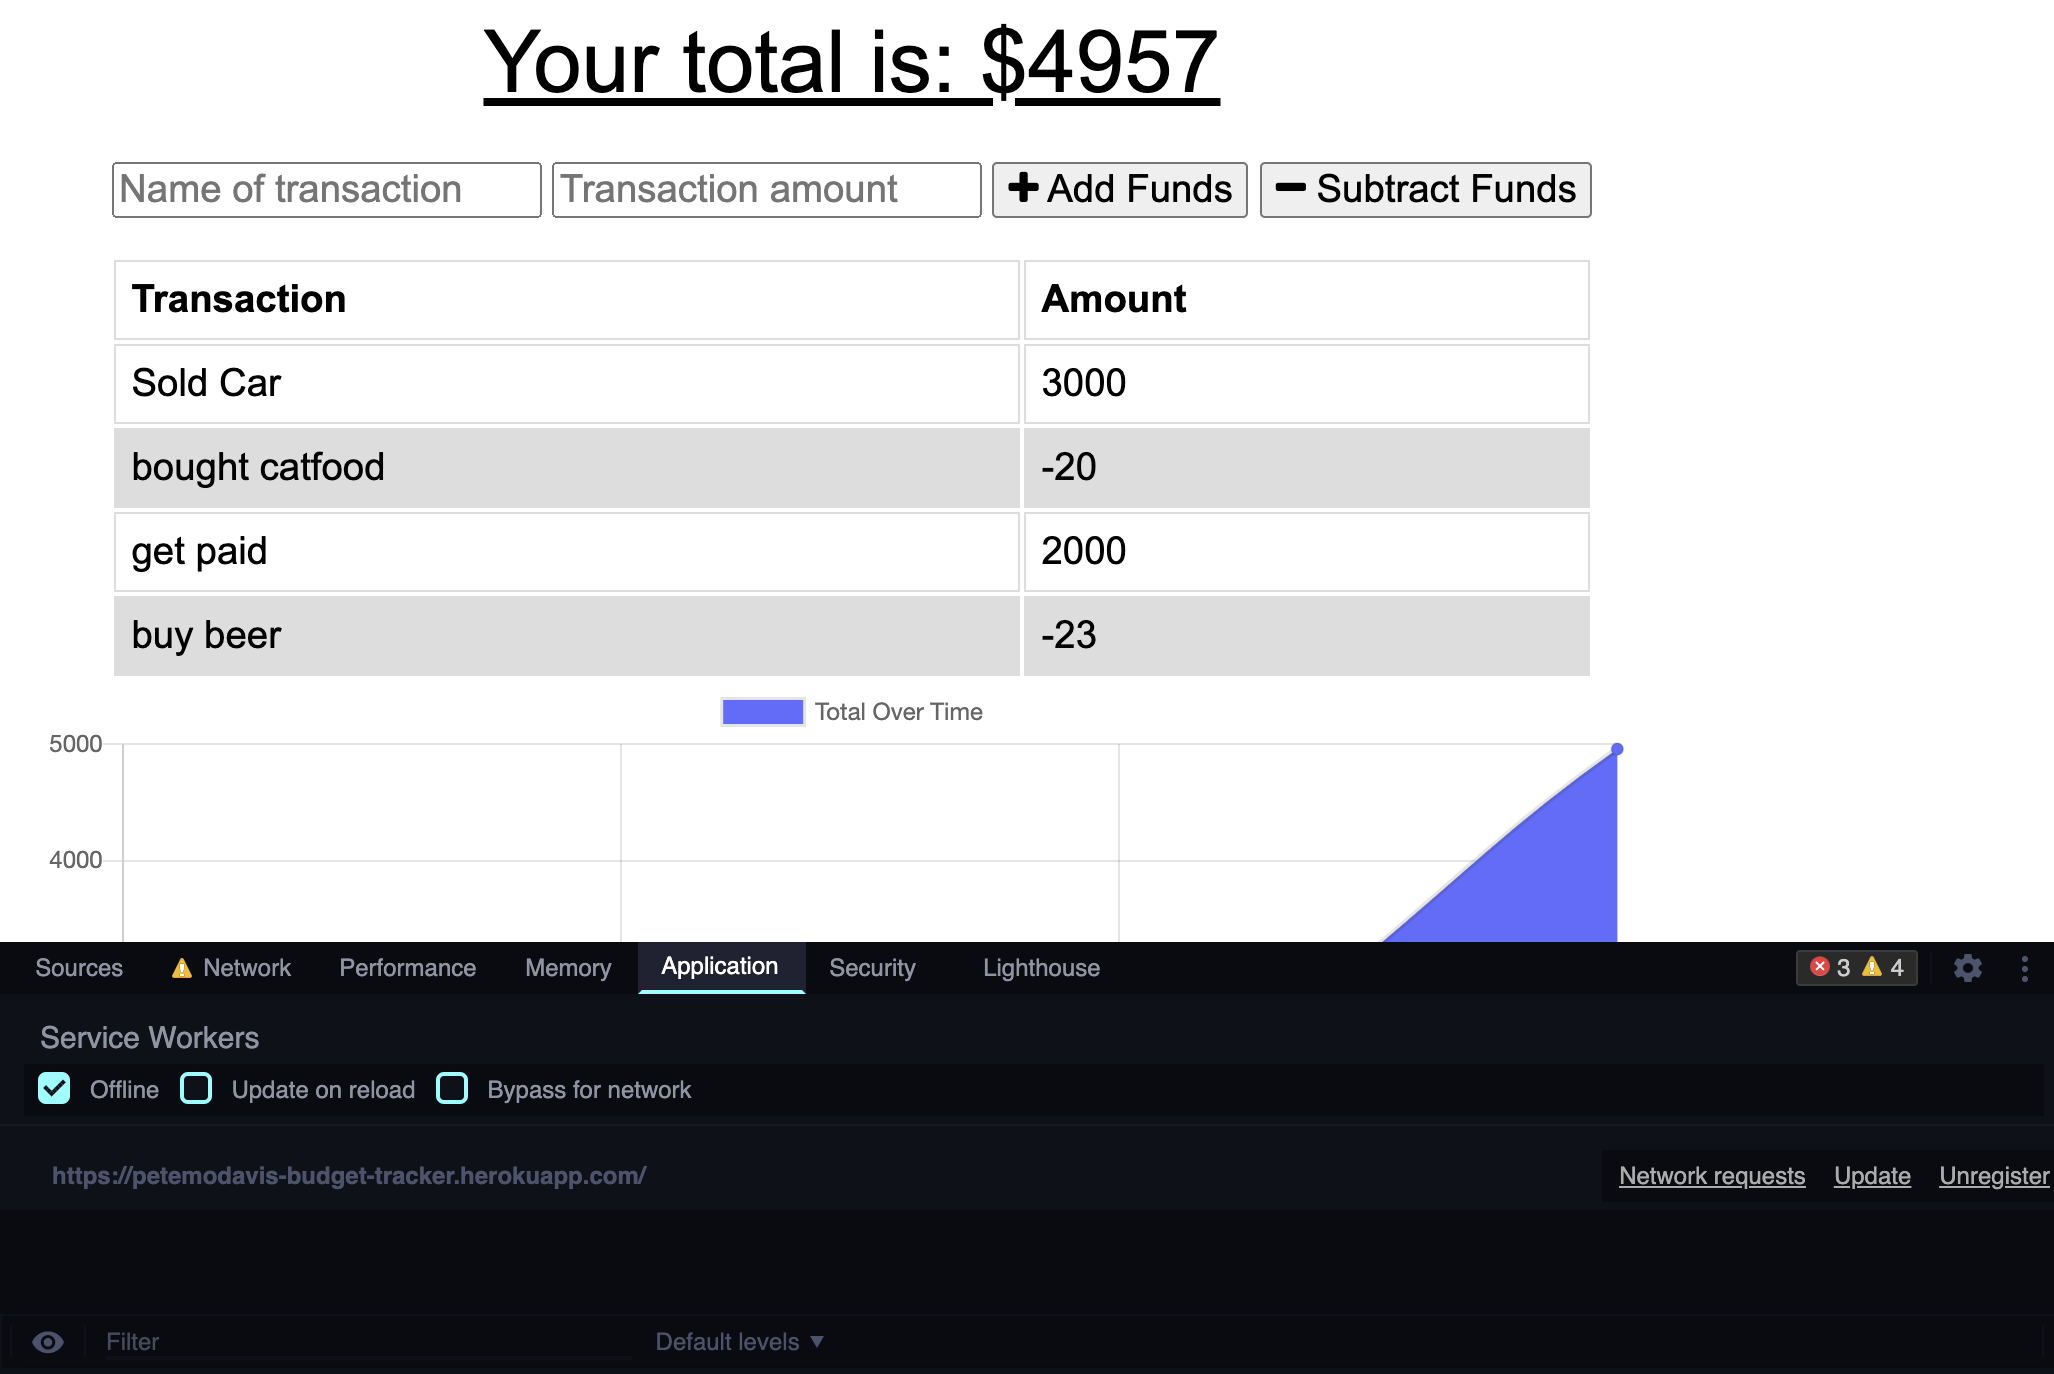 Your total is: $4957
Name of transaction Transaction amount + Add Funds − Subtract Funds
Transaction Amount
Sold Car 3000
bought catfood -20
get paid 2000
buy beer -23
Total Over Time
5000
4000
Sources Network Performance Memory Application Security Lighthouse 3 4
Service Workers
Offline Update on reload Bypass for network
https://petemodavis-budget-tracker.herokuapp.com/ Network requests Update Unregister
Filter Default levels ▼